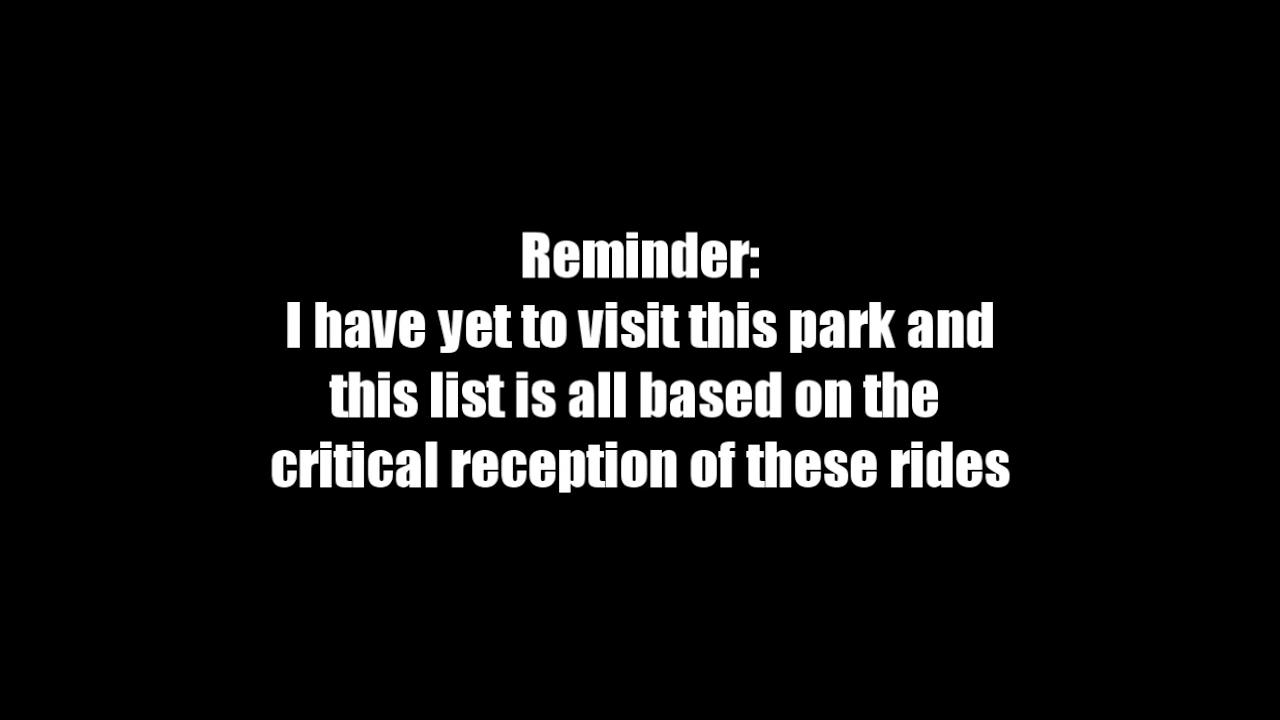 Reminder:
I have yet to visit this park and
this list is all based on the
critical reception of these rides